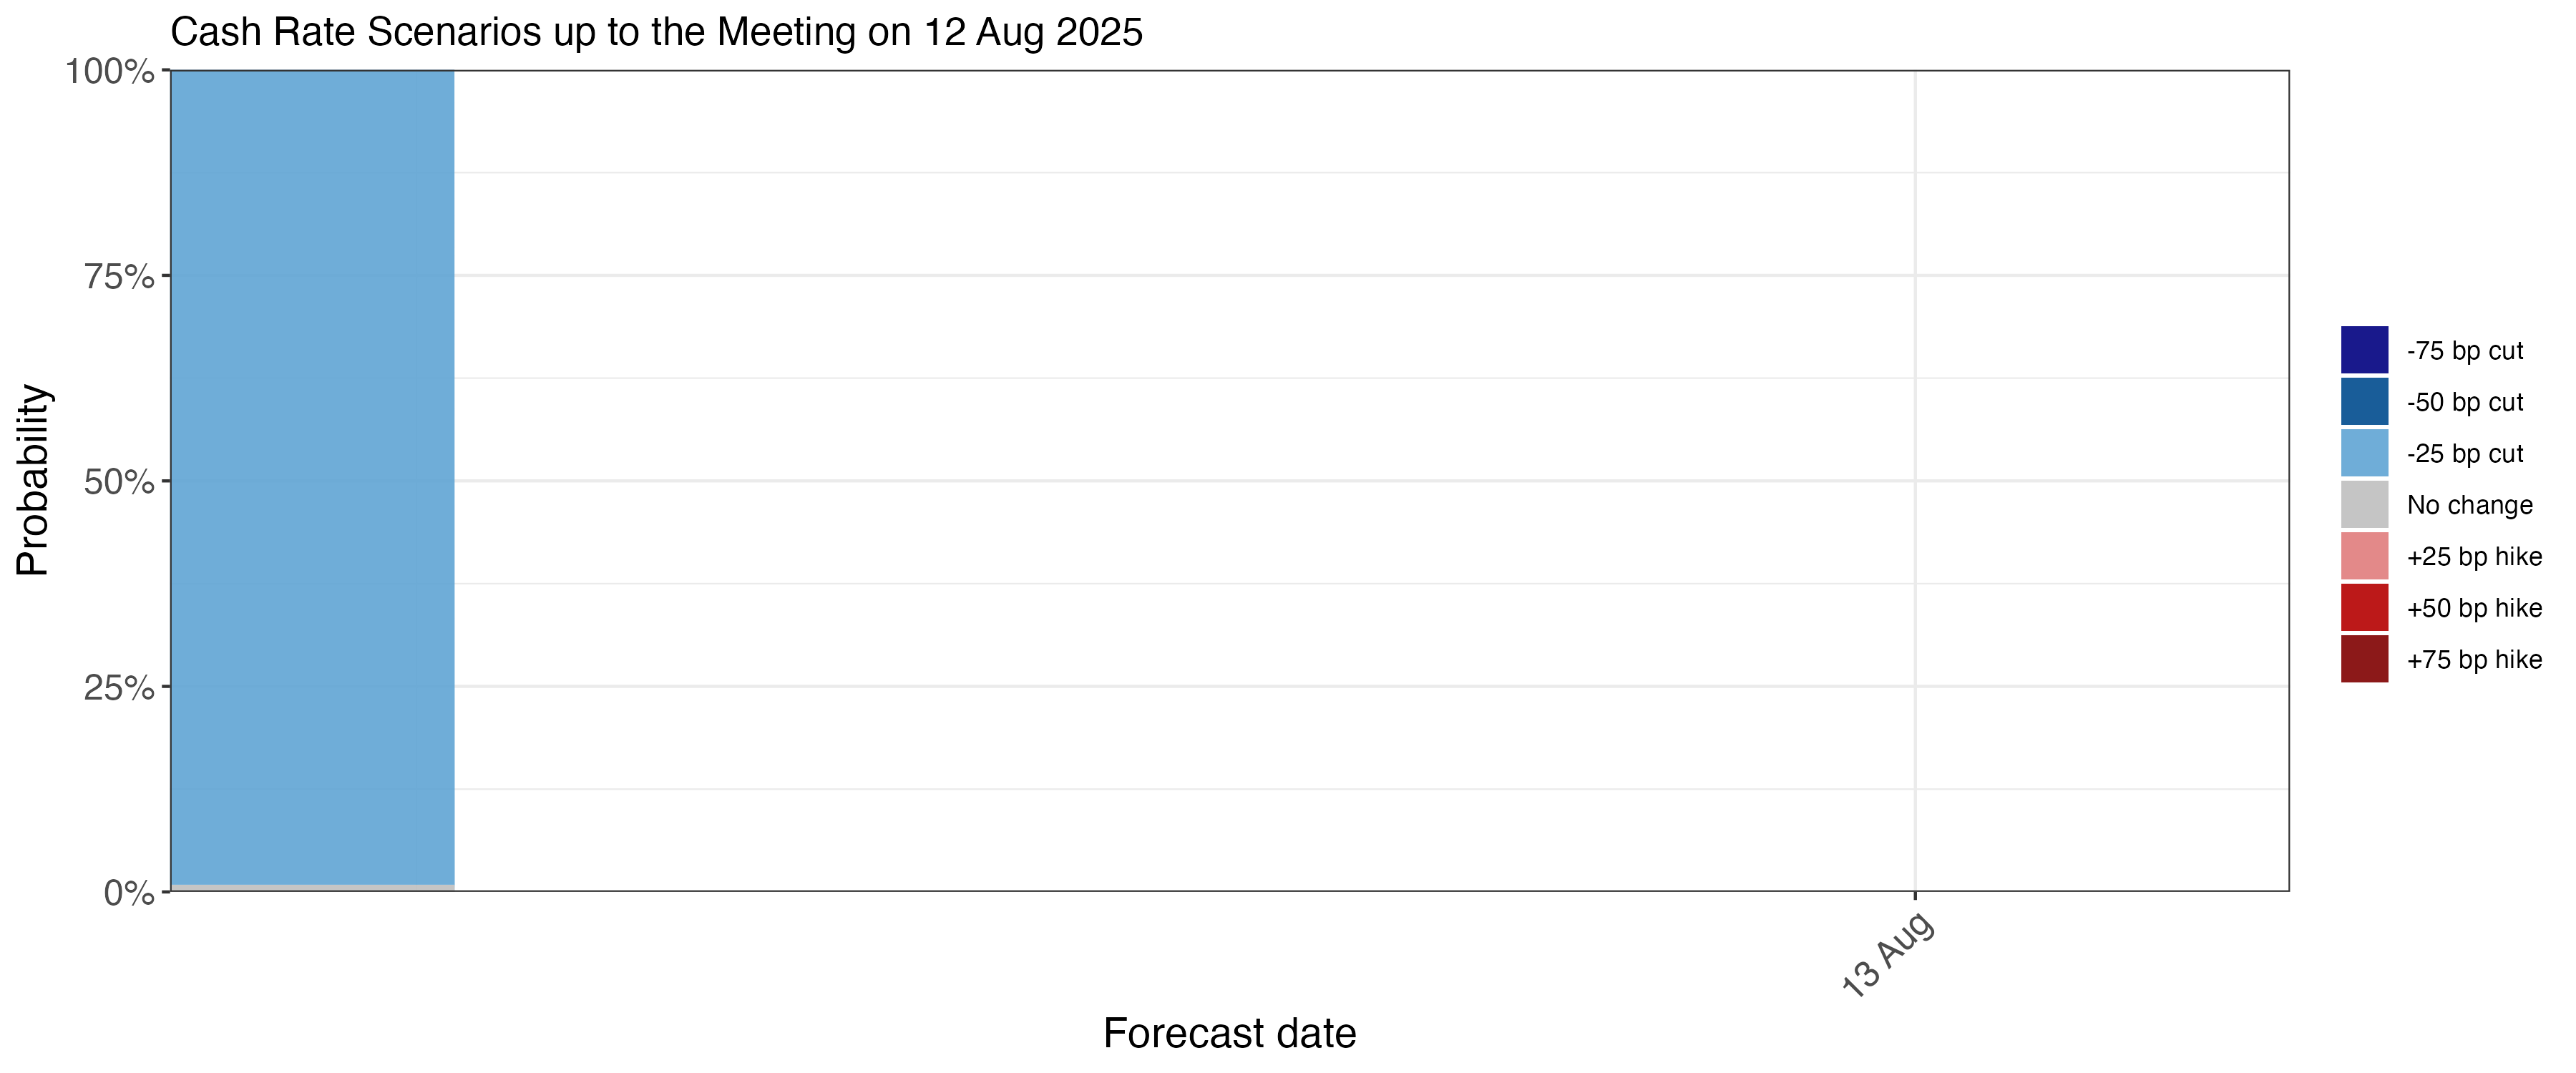 Cash Rate Scenarios up to the Meeting on 12 Aug 2025
100%
75%
50%
25%
0%
Probability
13 Aug
Forecast date
-75 bp cut
-50 bp cut
-25 bp cut
No change
+25 bp hike
+50 bp hike
+75 bp hike